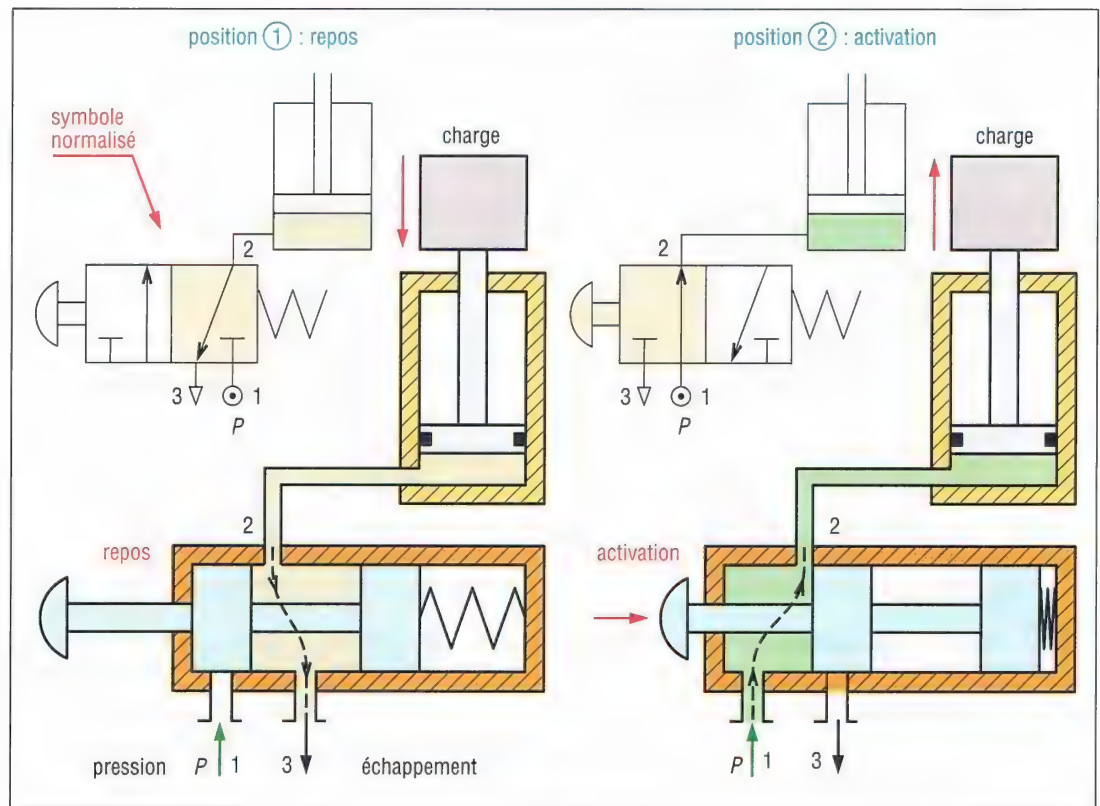 position 1 : repos
position 2 : activation
symbole
normalisé
charge
charge
2
2
3 1
P
3 1
P
2
2
repos
activation
pression P 1 3 échappement
P 1 3